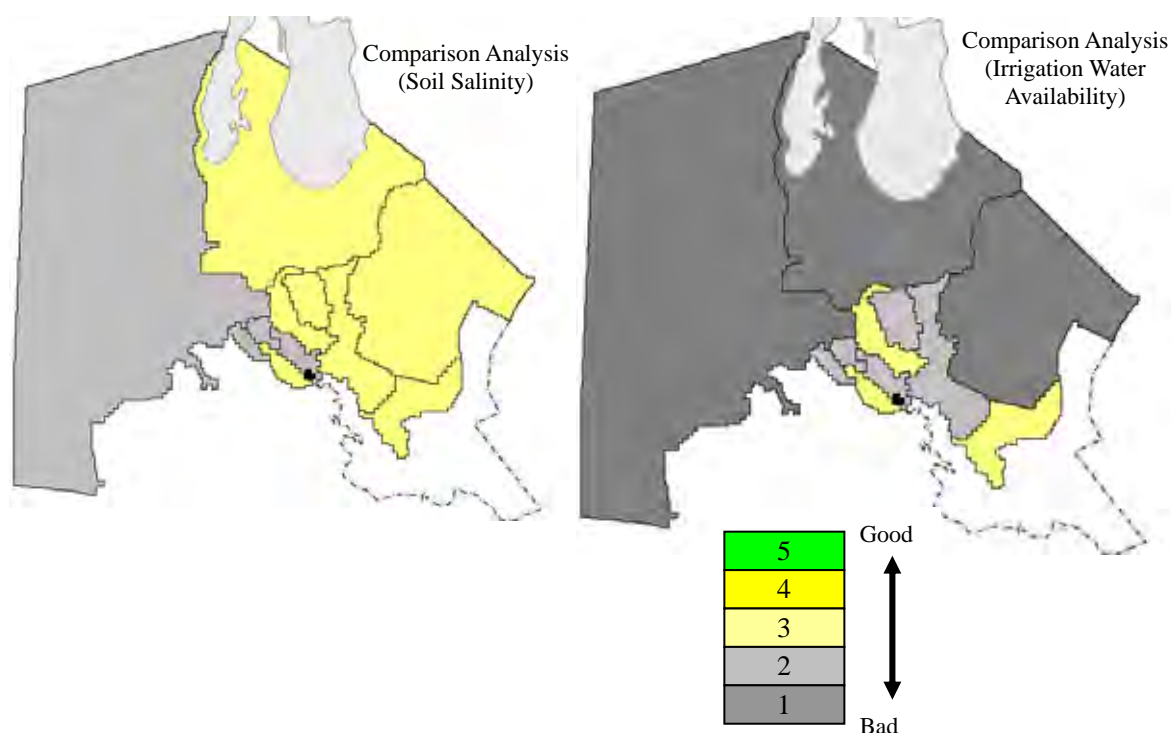 Comparison Analysis
(Soil Salinity)
Comparison Analysis
(Irrigation Water
Availability)
5
4
3
2
1
Good
Bad